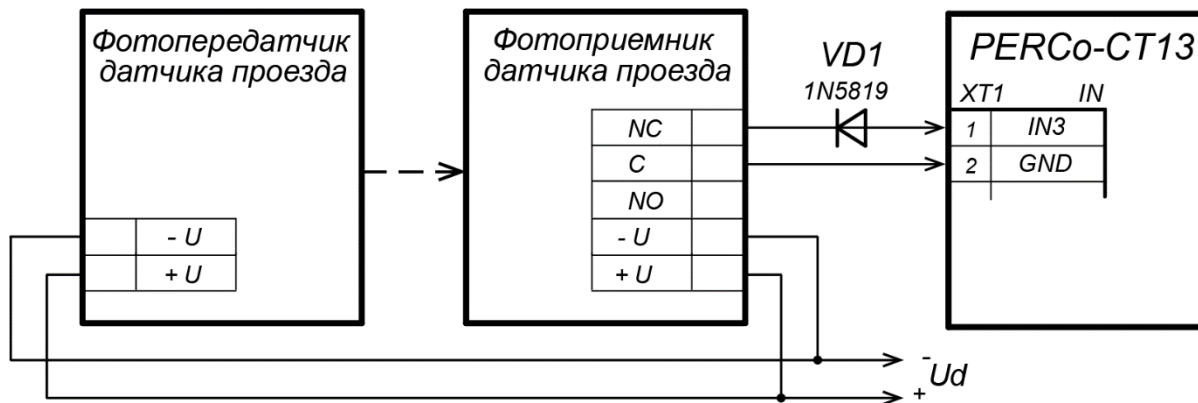 Фотопередатчик
датчика проезда
- U
+ U
Фотоприемник
датчика проезда
NC
C
NO
- U
+ U
VD1
1N5819
PERCo-CT13
XT1 IN
1 IN3
2 GND
-
Ud
+